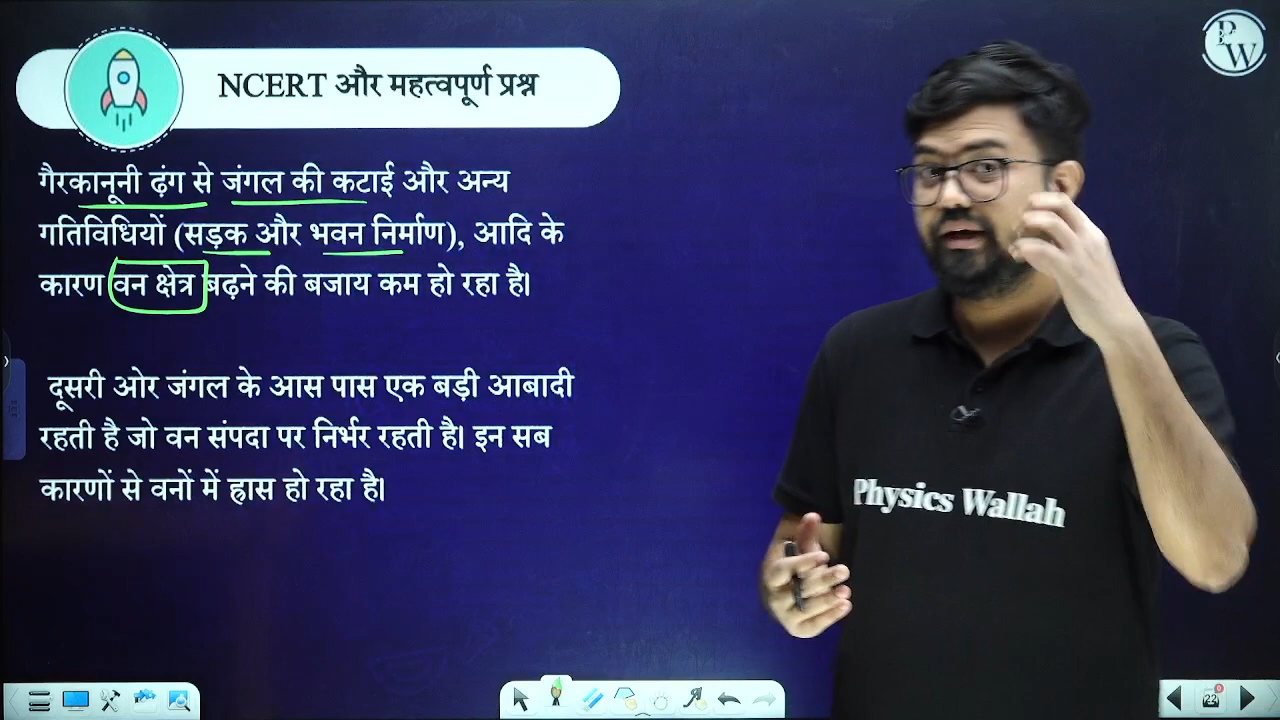 NCERT और महत्वपूर्ण प्रश्न
PW
गैरकानूनी ढ़ंग से जंगल की कटाई और अन्य
गतिविधियों (सड़क और भवन निर्माण), आदि के
कारण वन क्षेत्र बढ़ने की बजाय कम हो रहा है।
दूसरी ओर जंगल के आस पास एक बड़ी आबादी
रहती है जो वन संपदा पर निर्भर रहती है। इन सब
कारणों से वनों में ह्रास हो रहा है।
Physics Wallah
22